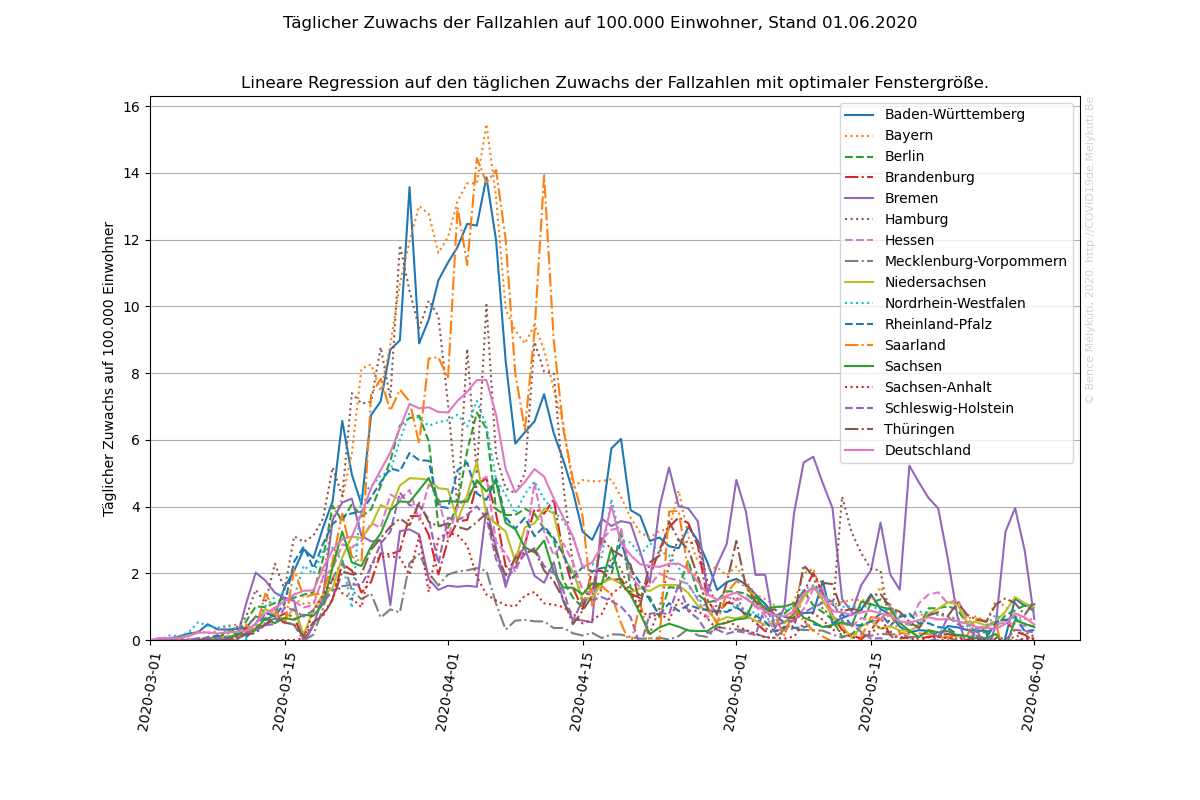 Täglicher Zuwachs der Fallzahlen auf 100.000 Einwohner, Stand 01.06.2020
Lineare Regression auf den täglichen Zuwachs der Fallzahlen mit optimaler Fenstergröße.
Täglicher Zuwachs auf 100.000 Einwohner
16
14
12
10
8
6
4
2
0
2020-03-01
2020-03-15
2020-04-01
2020-04-15
2020-05-01
2020-05-15
2020-06-01
Baden-Württemberg
Bayern
Berlin
Brandenburg
Bremen
Hamburg
Hessen
Mecklenburg-Vorpommern
Niedersachsen
Nordrhein-Westfalen
Rheinland-Pfalz
Saarland
Sachsen
Sachsen-Anhalt
Schleswig-Holstein
Thüringen
Deutschland
© Bence Mélykúti, 2020. http://COVID19de.Melykuti.Be